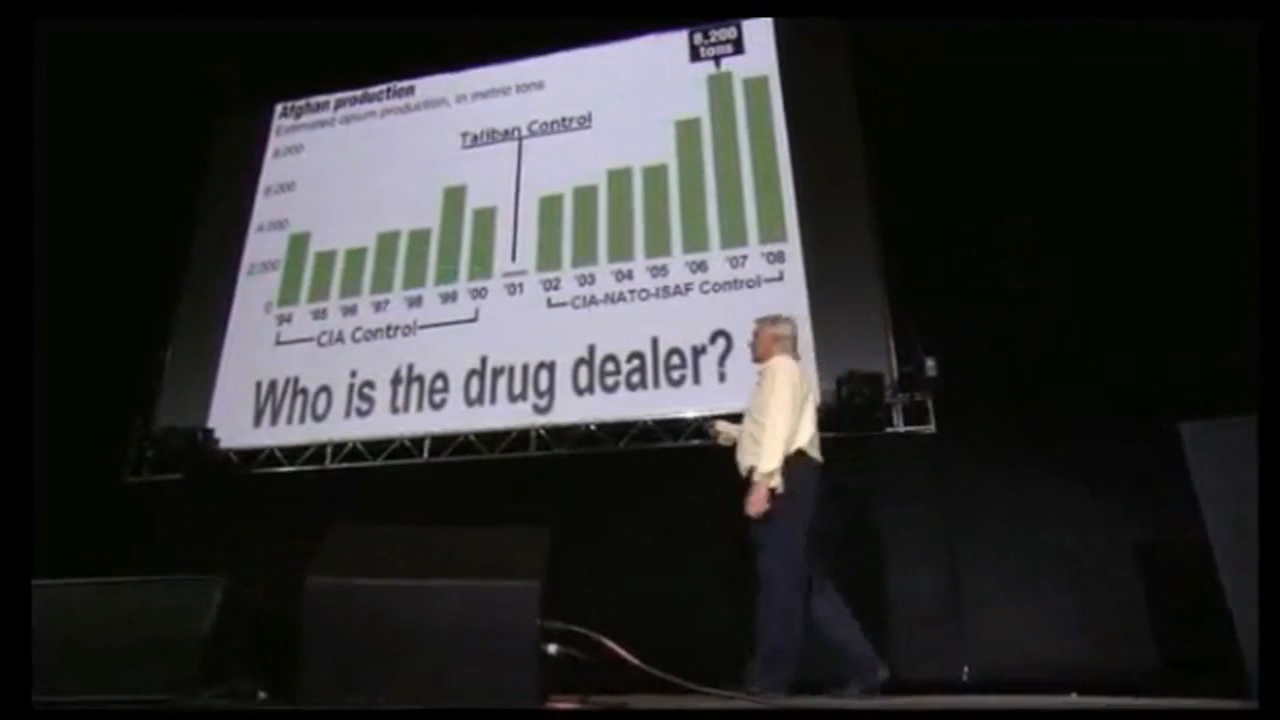 8,200
tons
Afghan production
Estimated opium production, in metric tons
Taliban Control
8,000
6,000
4,000
2,000
0
'94 '95 '96 '97 '98 '99 '00 '01 '02 '03 '04 '05 '06 '07 '08
CIA Control
CIA-NATO-ISAF Control
Who is the drug dealer?